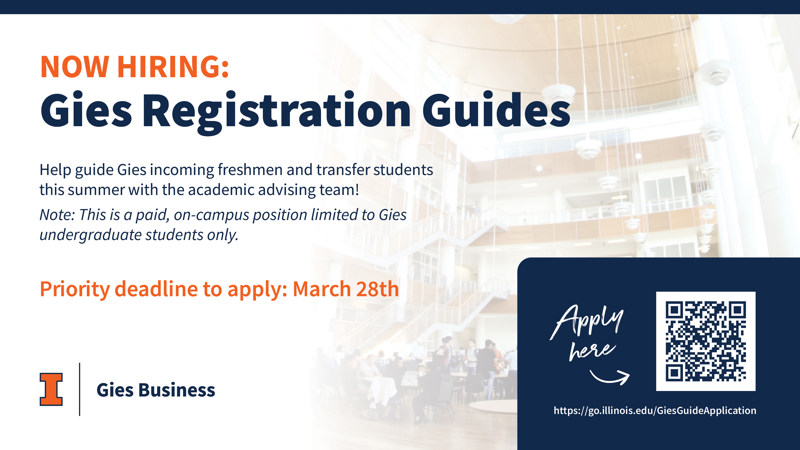 NOW HIRING:
Gies Registration Guides
Help guide Gies incoming freshmen and transfer students
this summer with the academic advising team!
Note: This is a paid, on-campus position limited to Gies
undergraduate students only.
Priority deadline to apply: March 28th
Gies Business
Apply
here
https://go.illinois.edu/GiesGuideApplication